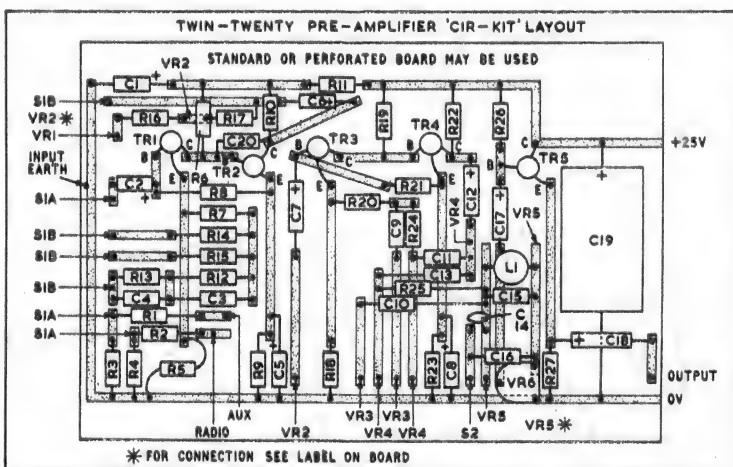 TWIN-TWENTY PRE-AMPLIFIER 'CIR-KIT' LAYOUT
STANDARD OR PERFORATED BOARD MAY BE USED
VR2
S1B
VR2*
VR1
INPUT
EARTH
S1A
S1B
S1B
S1B
S1A
S1A
C1 +
R11
R16
R17
C6+
R10
R19
R22
R26
TR1
C20
TR3
TR4
C
+25V
B
C
R6
TR2
C
B
C
B
C
B
TR5
E
E
E
E
E
C2
+
R8
R7
R14
R15
R13
R12
C4
C3
R1
R2
R3
R4
R5
R9
C5
+
C7
+
R21
R20
C9
R24
C12
+
VR4
C17
+
VR5
C19
+
L1
C11
C13
R25
C10
C15
C
14
C16
VR6
R18
R23
C8
+
R27
+ C18
OUTPUT
0V
RADIO
AUX
VR2
VR3
VR3
VR4
VR4
S2
VR5
VR5*
* FOR CONNECTION SEE LABEL ON BOARD